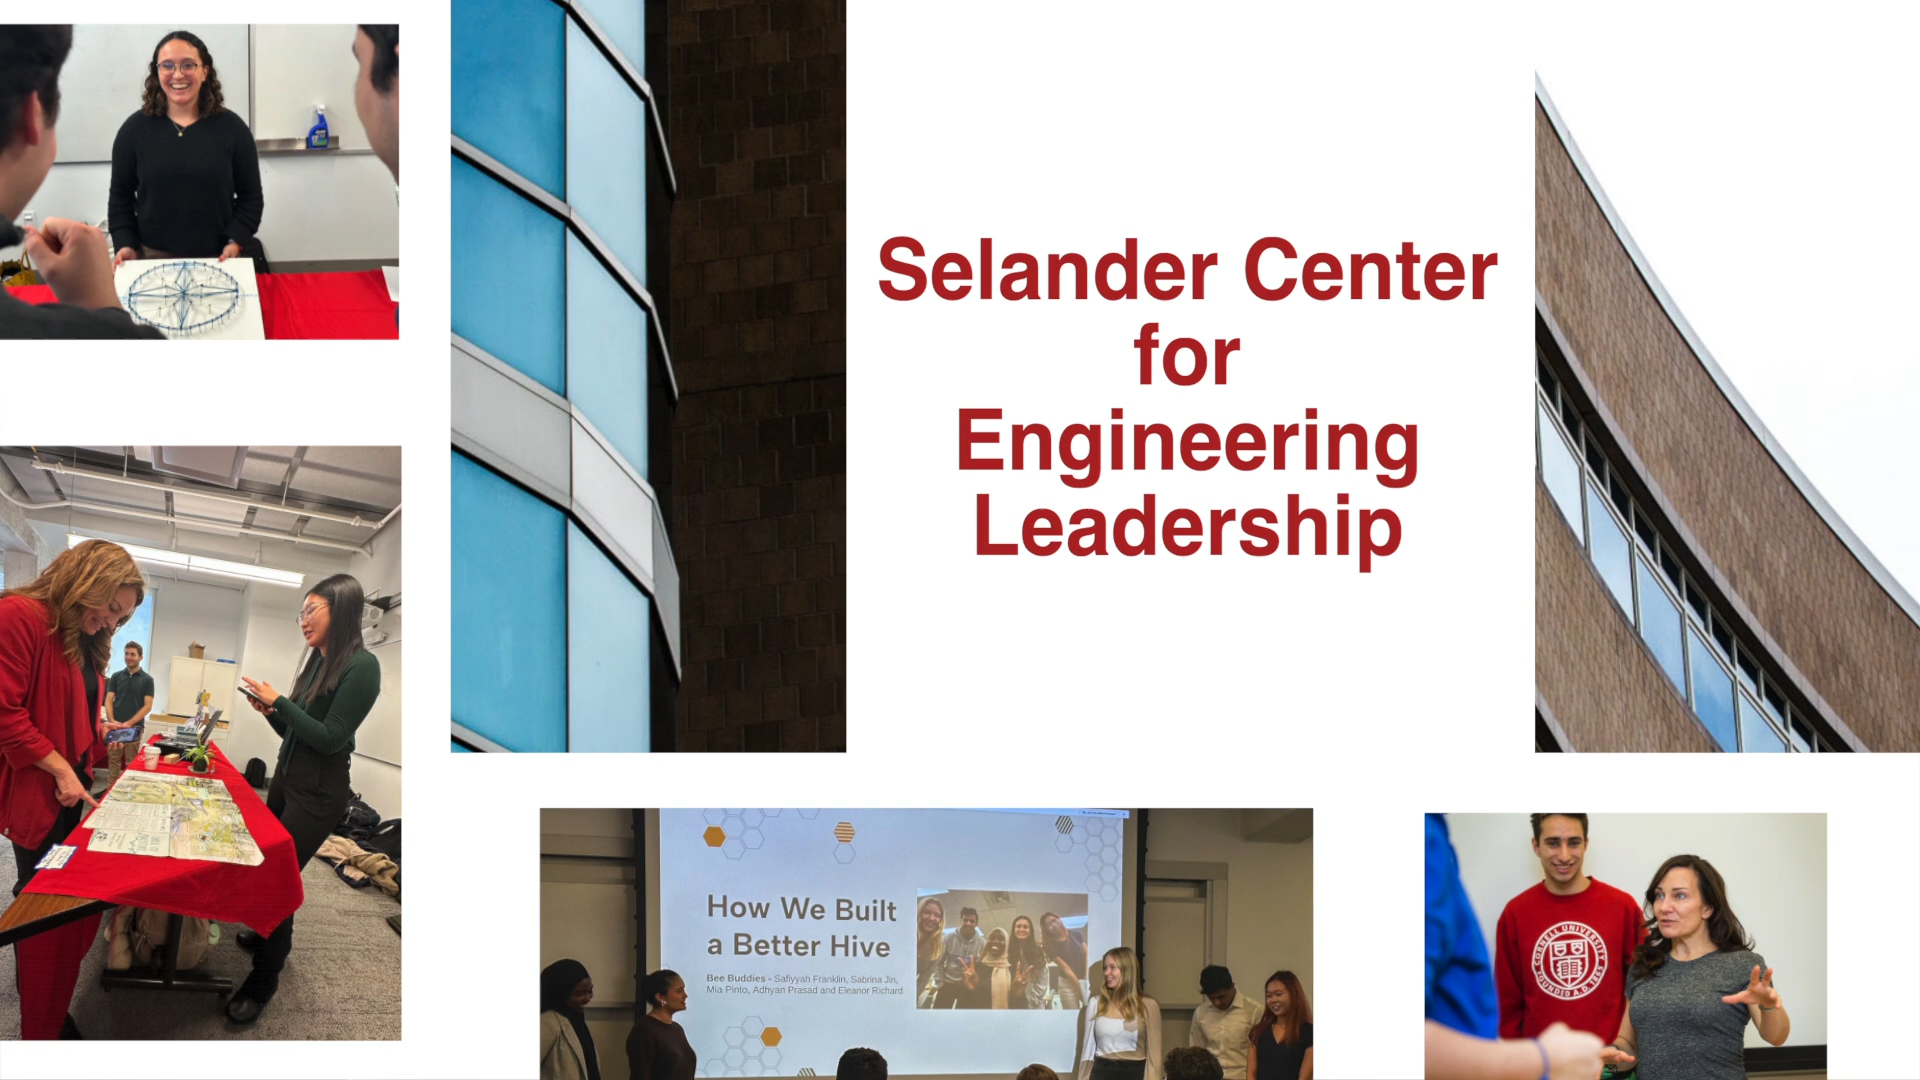 Selander Center
for
Engineering
Leadership
How We Built
a Better Hive
Bee Buddies - Safiyyah Franklin, Sabrina Jin,
Mia Pinto, Adhyan Prasad and Eleanor Richard
CORNELL UNIVERSITY
FOUNDED A.D.